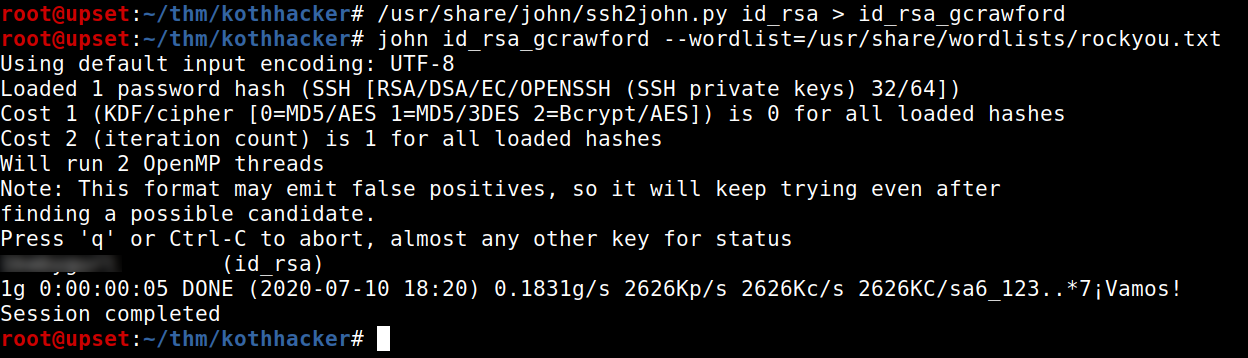 root@upset:~/thm/kothhacker# /usr/share/john/ssh2john.py id_rsa > id_rsa_gcrawford
root@upset:~/thm/kothhacker# john id_rsa_gcrawford --wordlist=/usr/share/wordlists/rockyou.txt
Using default input encoding: UTF-8
Loaded 1 password hash (SSH [RSA/DSA/EC/OPENSSH (SSH private keys) 32/64])
Cost 1 (KDF/cipher [0=MD5/AES 1=MD5/3DES 2=Bcrypt/AES]) is 0 for all loaded hashes
Cost 2 (iteration count) is 1 for all loaded hashes
Will run 2 OpenMP threads
Note: This format may emit false positives, so it will keep trying even after
finding a possible candidate.
Press 'q' or Ctrl-C to abort, almost any other key for status
(id_rsa)
1g 0:00:00:05 DONE (2020-07-10 18:20) 0.1831g/s 2626Kp/s 2626Kc/s 2626KC/sa6_123..*7¡Vamos!
Session completed
root@upset:~/thm/kothhacker#